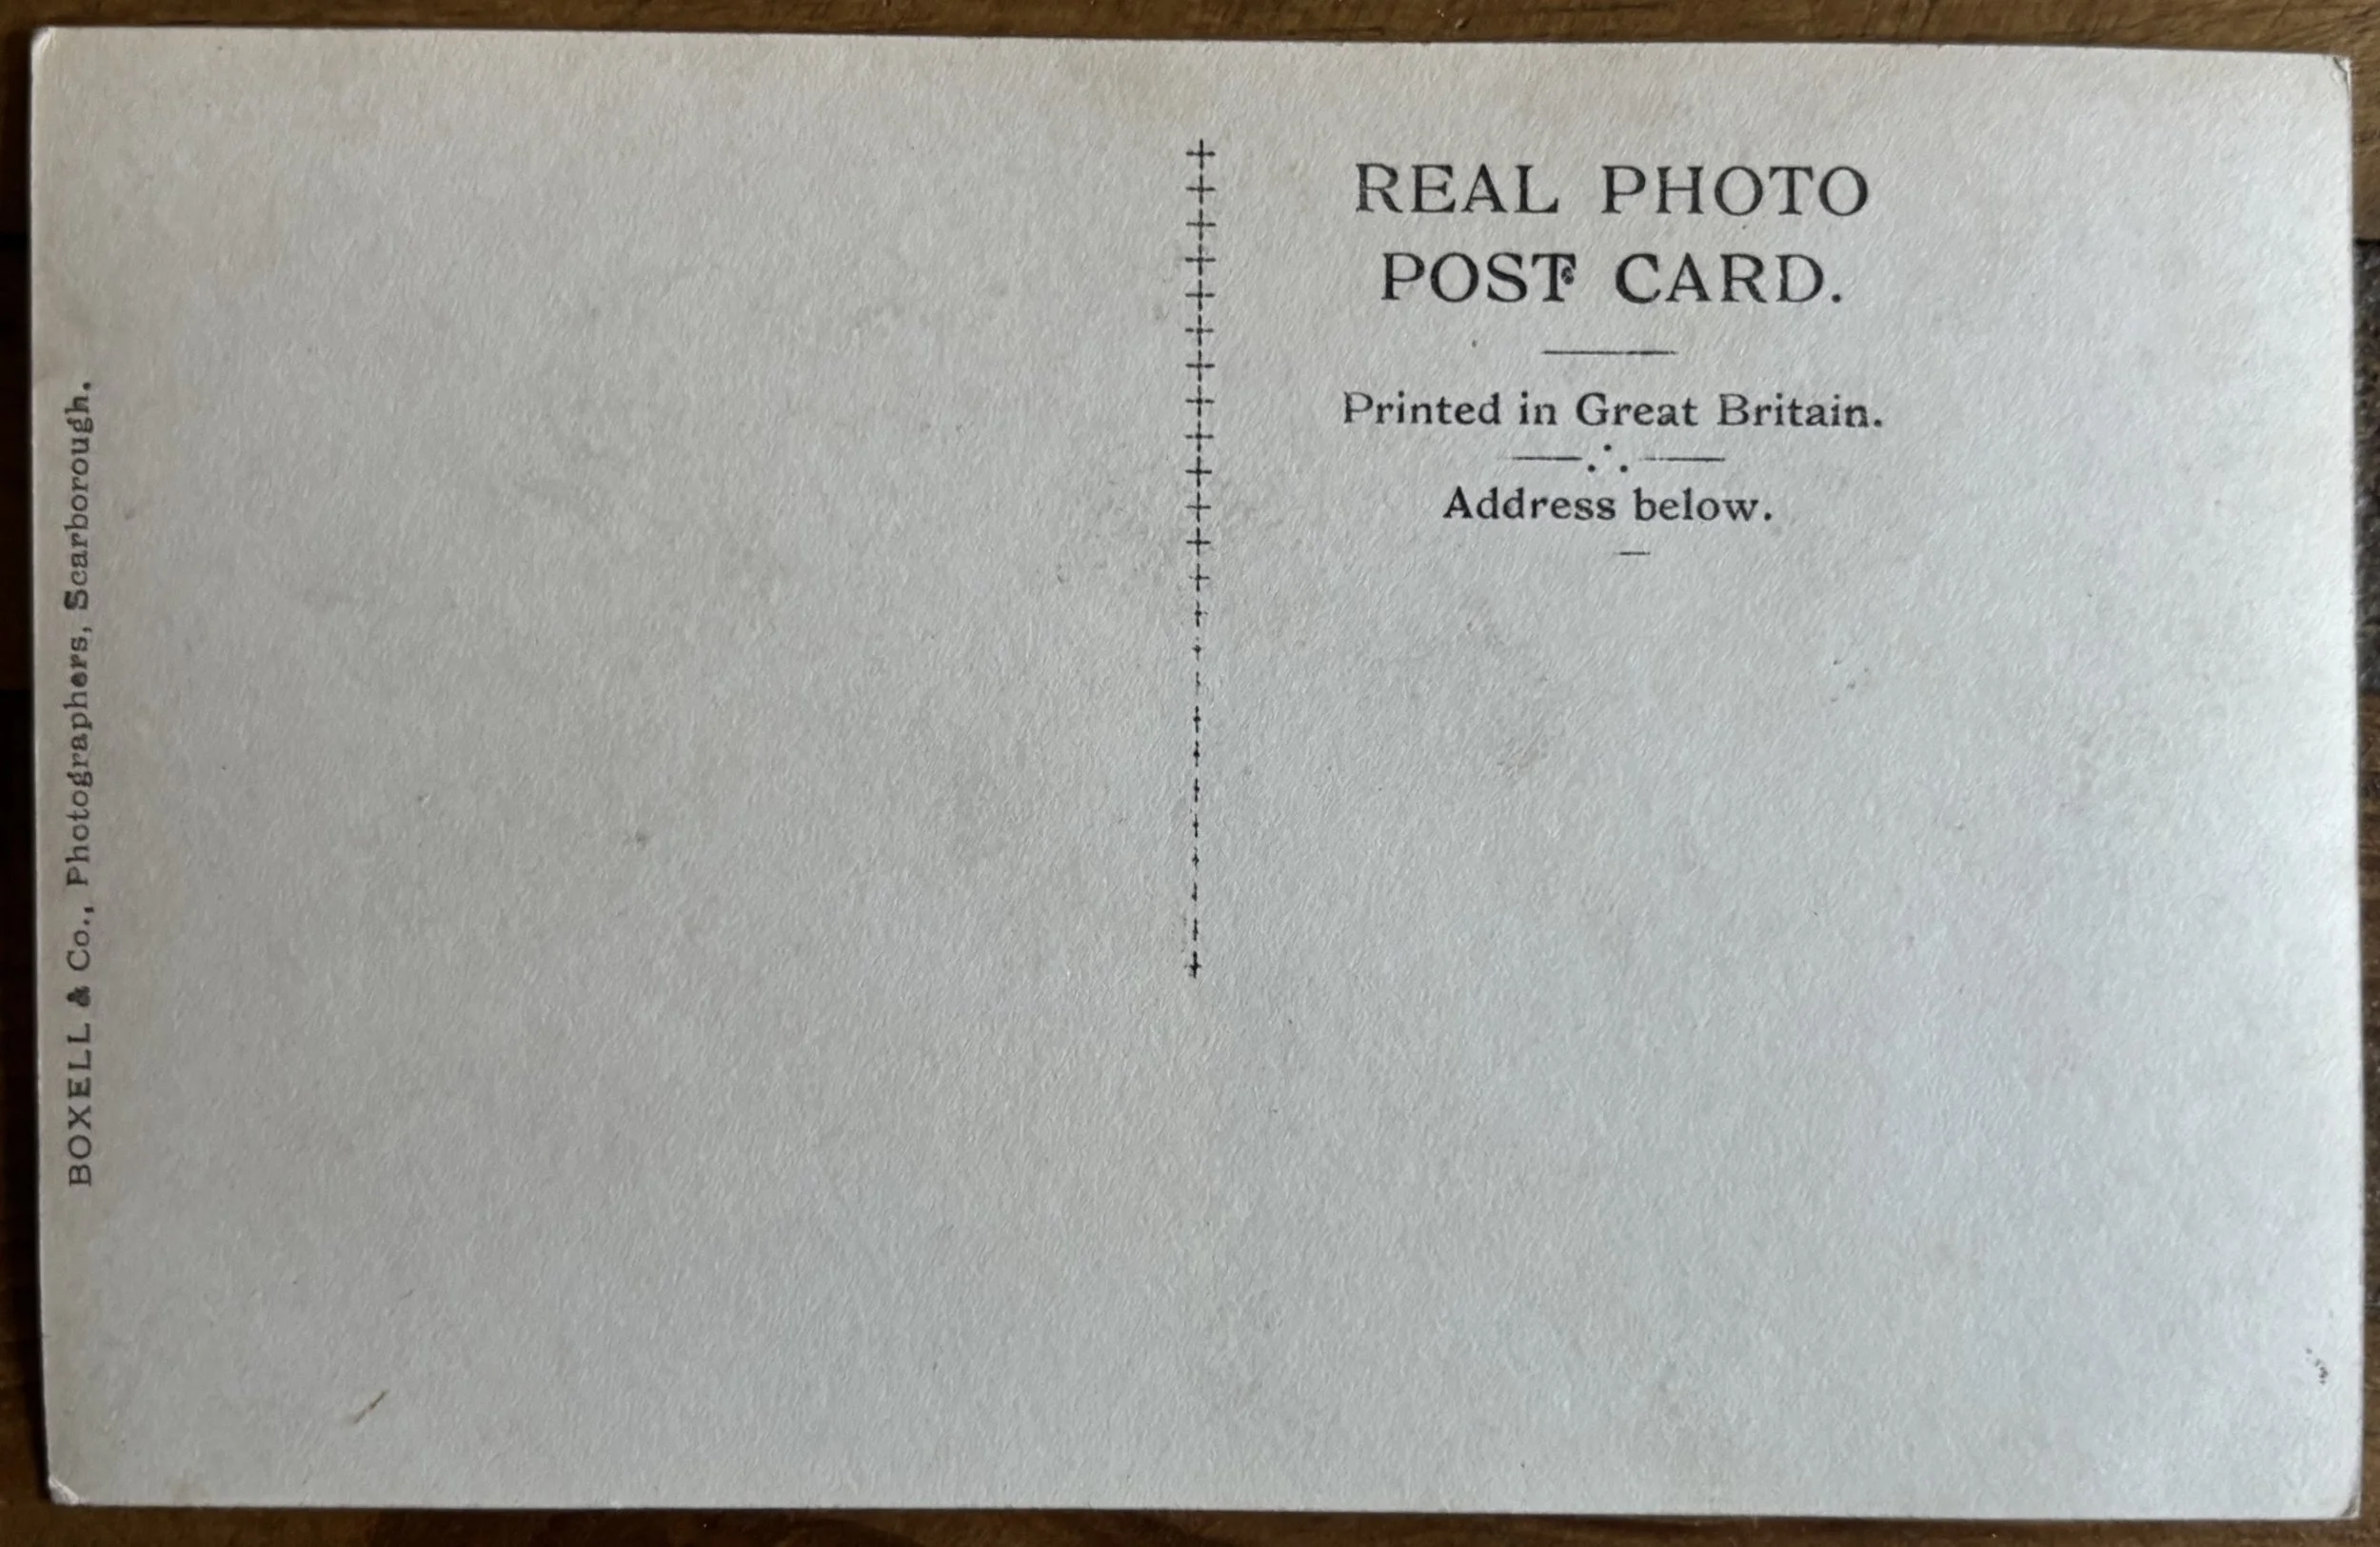 BOXELL & Co., Photographers, Scarborough.
REAL PHOTO
POST CARD.
Printed in Great Britain.
Address below.